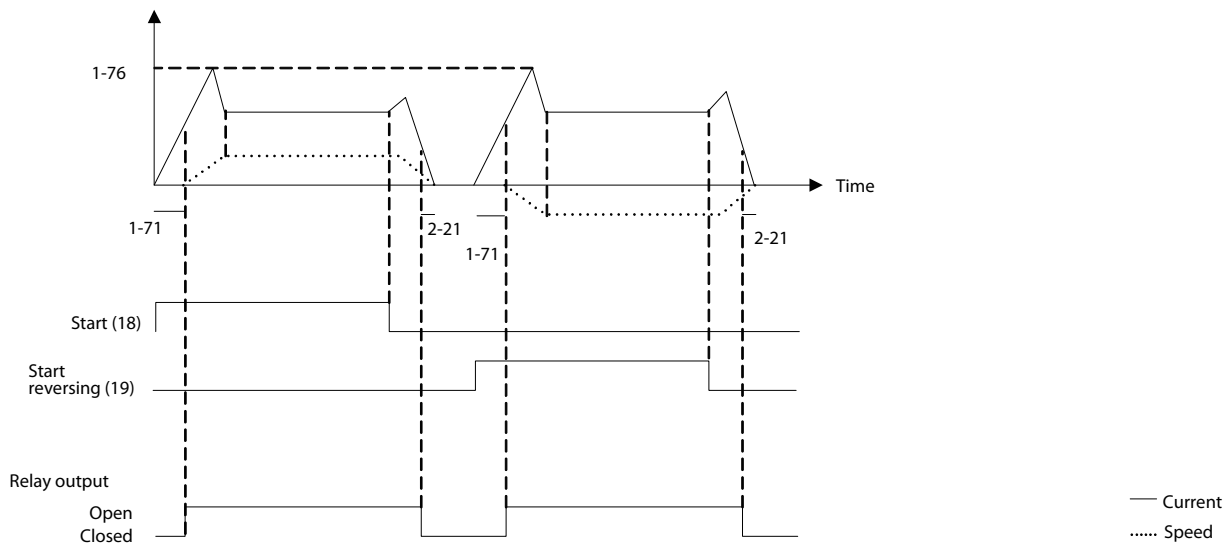 1-76
Time
1-71
2-21
1-71
2-21
Start (18)
Start
reversing (19)
Relay output
Open
Closed
Current
Speed